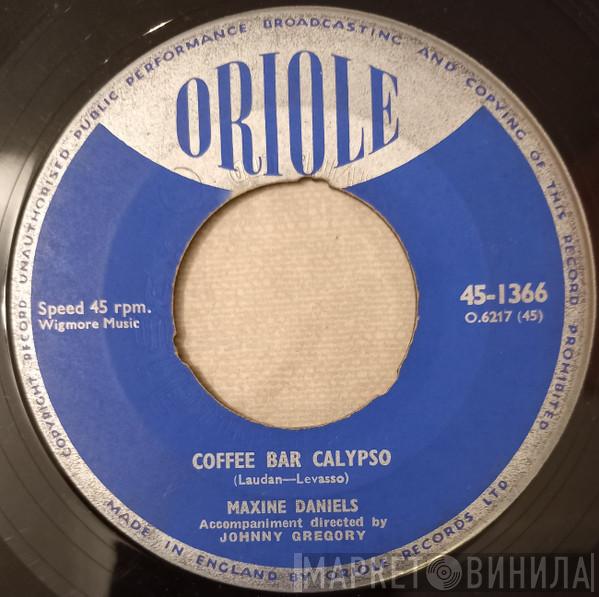 COPYRIGHT RECORD UNAUTHORISED PUBLIC PERFORMANCE BROADCASTING AND COPYING OF THIS RECORD PROHIBITED
ORIOLE
Speed 45 rpm.
Wigmore Music
45-1366
O.6217 (45)
COFFEE BAR CALYPSO
(Laudan—Levasso)
MAXINE DANIELS
Accompaniment directed by
JOHNNY GREGORY
MADE IN ENGLAND BY ORIOLE RECORDS LTD
МАРКЕТ ВИНИЛА